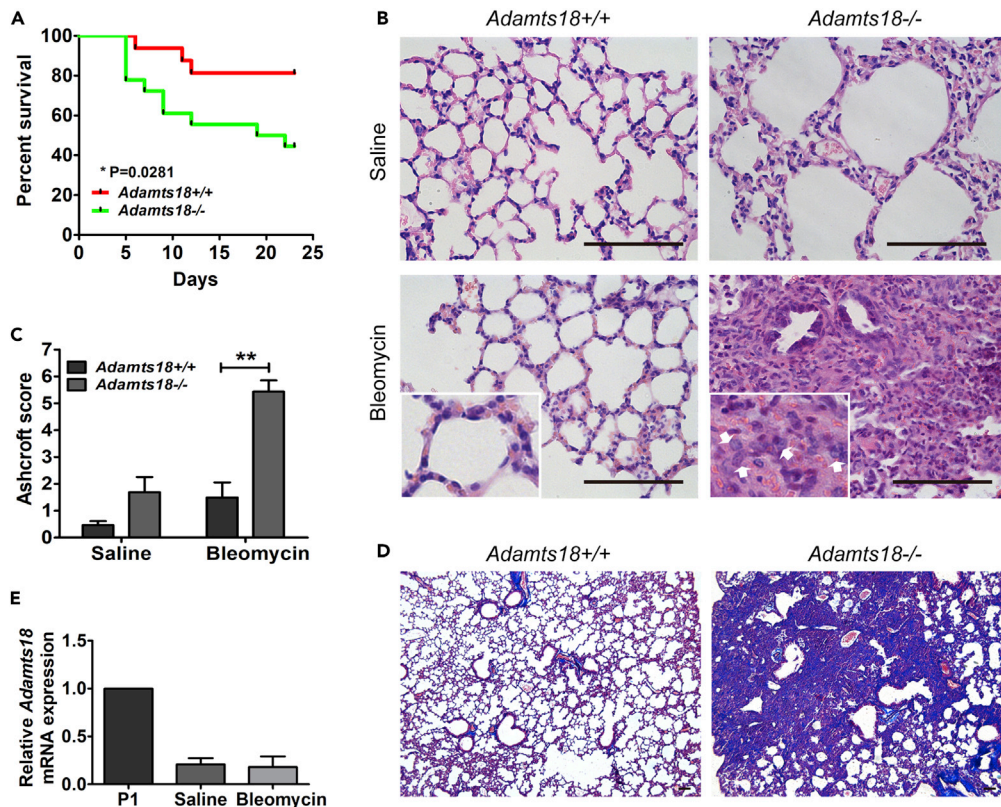 A
100
80
60
40
20
0
Percent survival
* P=0.0281
Adamts18+/+
Adamts18-/-
0 5 10 15 20 25
Days
B
Adamts18+/+ Adamts18-/-
Saline
Bleomycin
C
7
6
5
4
3
2
1
0
Ashcroft score
Adamts18+/+
Adamts18-/-
**
Saline Bleomycin
D
Adamts18+/+ Adamts18-/-
E
1.5
1.0
0.5
0.0
Relative Adamts18
mRNA expression
P1 Saline Bleomycin